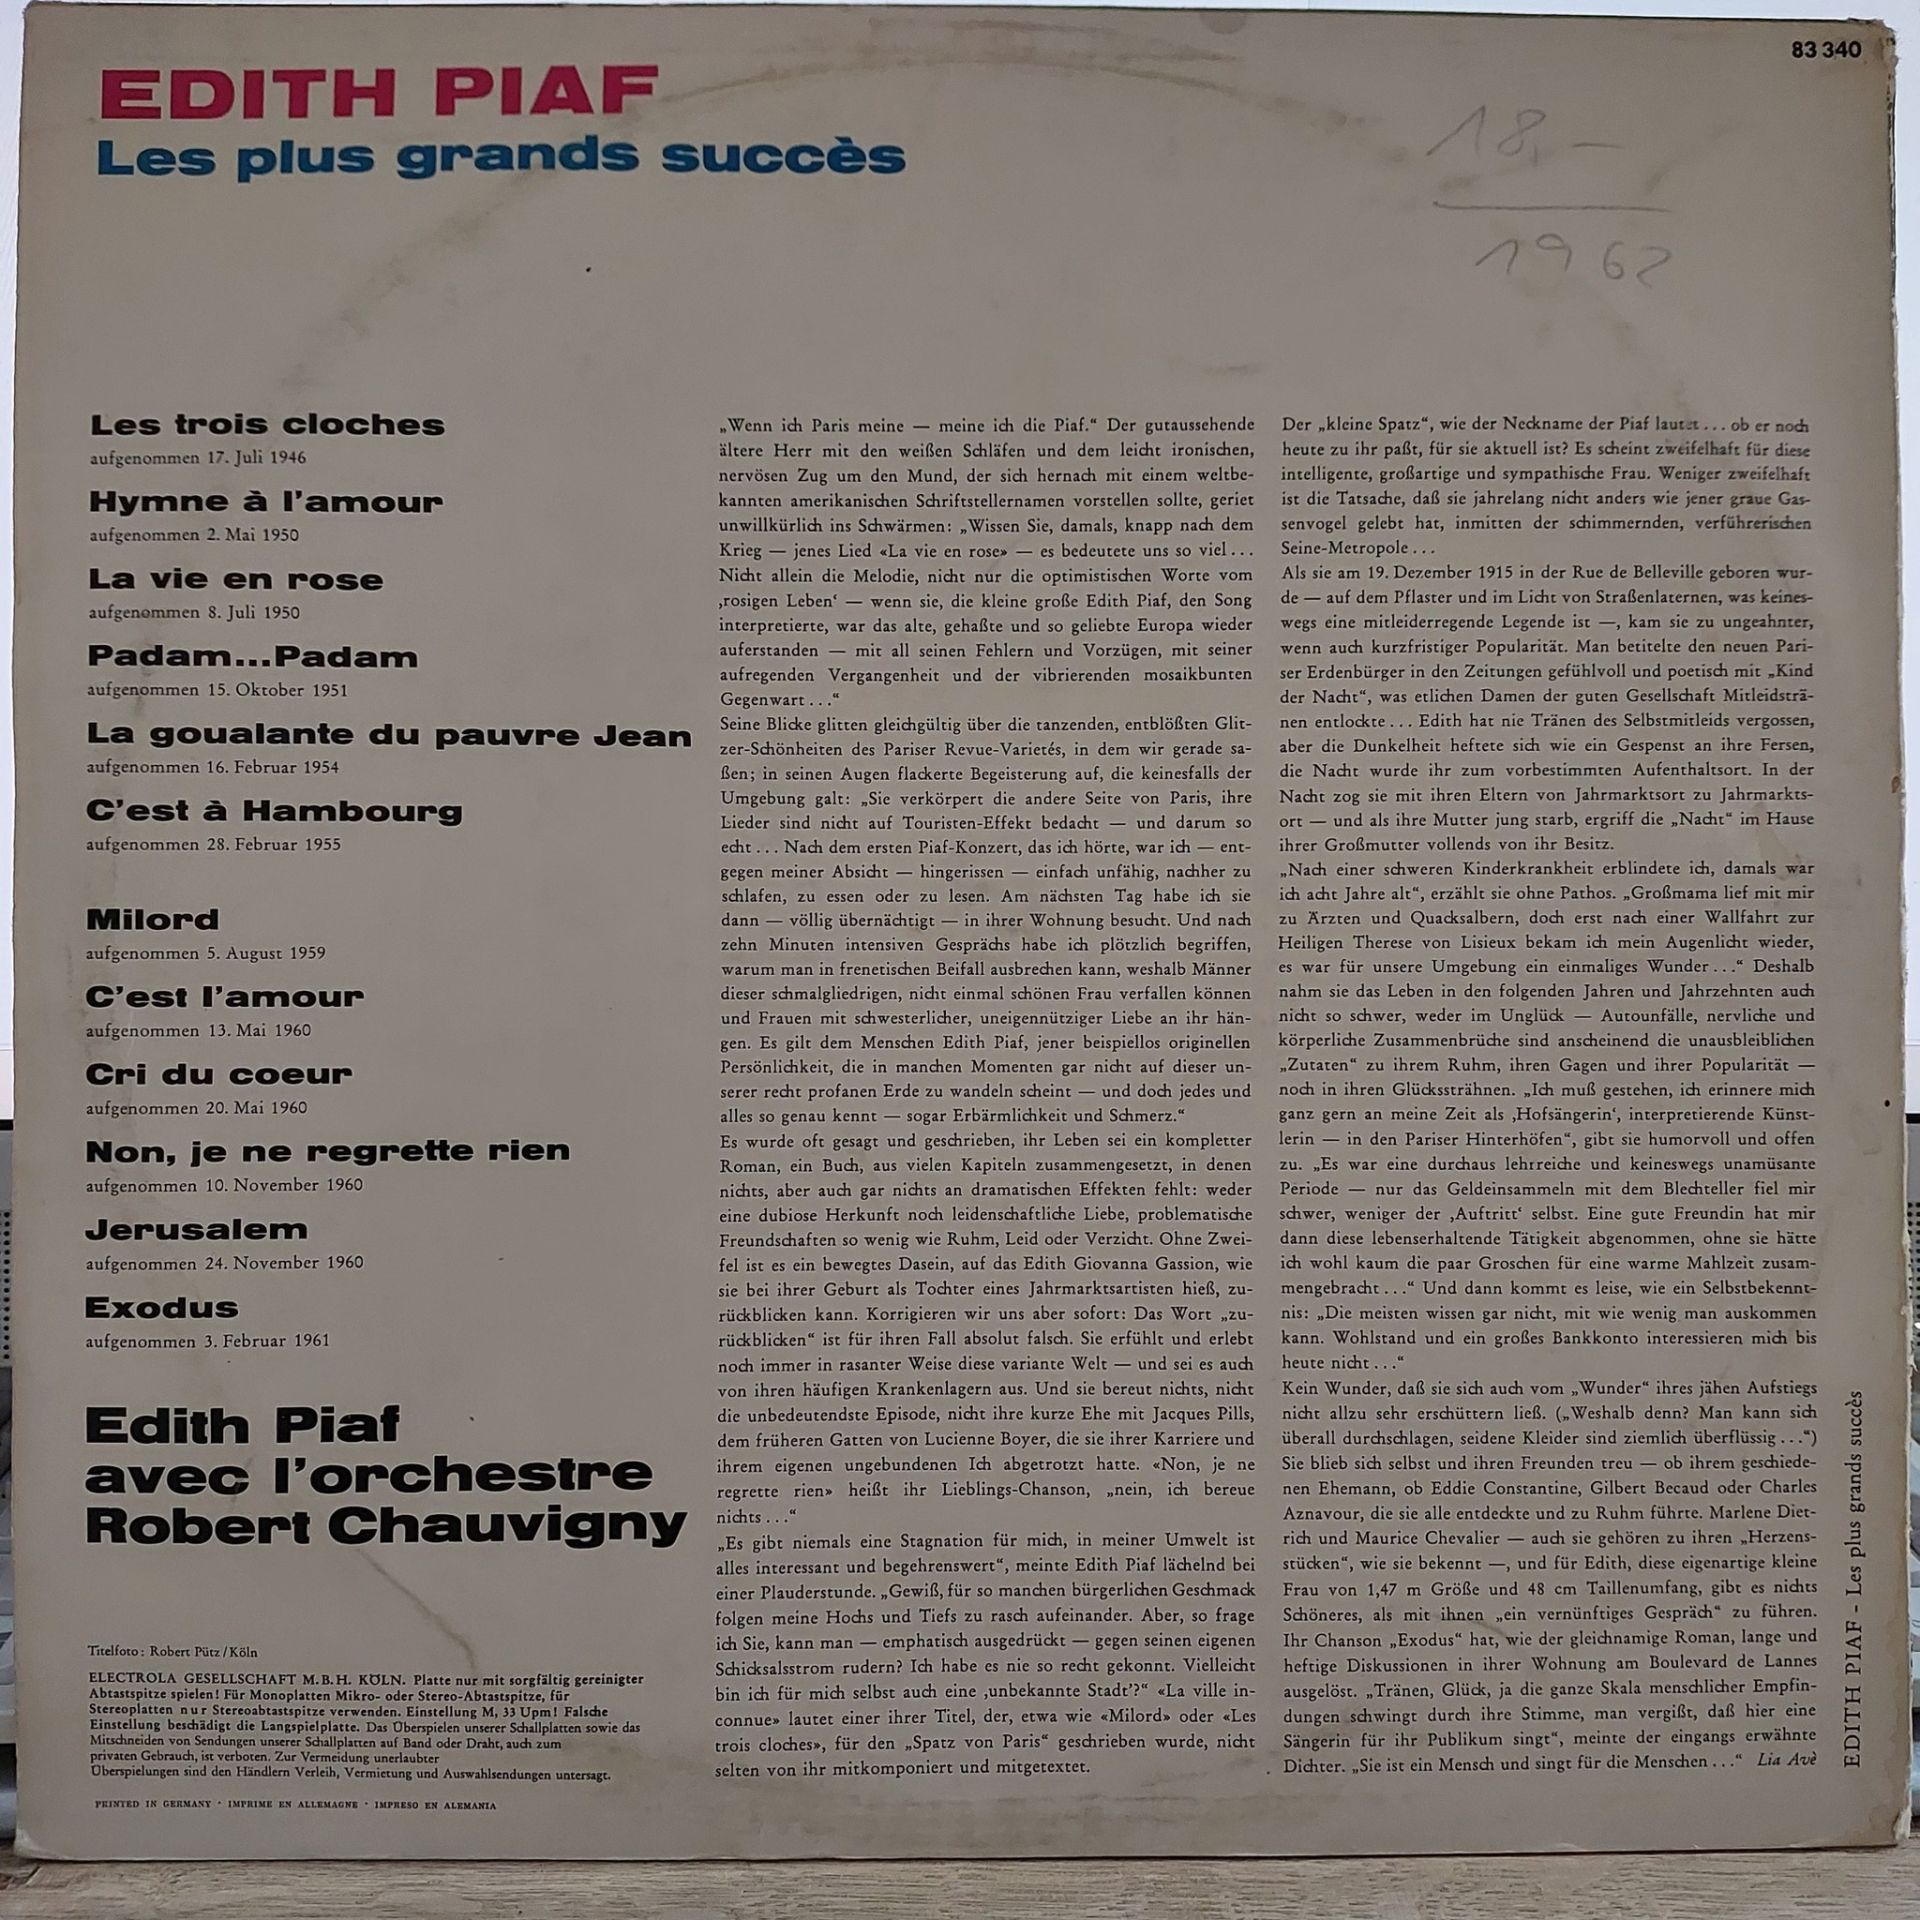 83 340
EDITH PIAF
Les plus grands succès
18,–
1962
Les trois cloches
aufgenommen 17. Juli 1946
Hymne à l'amour
aufgenommen 2. Mai 1950
La vie en rose
aufgenommen 8. Juli 1950
Padam...Padam
aufgenommen 15. Oktober 1951
La goualante du pauvre Jean
aufgenommen 16. Februar 1954
C'est à Hambourg
aufgenommen 28. Februar 1955
Milord
aufgenommen 5. August 1959
C'est l'amour
aufgenommen 13. Mai 1960
Cri du coeur
aufgenommen 20. Mai 1960
Non, je ne regrette rien
aufgenommen 10. November 1960
Jerusalem
aufgenommen 24. November 1960
Exodus
aufgenommen 3. Februar 1961
Edith Piaf
avec l'orchestre
Robert Chauvigny
Titelfoto: Robert Pütz/Köln
ELECTROLA GESELLSCHAFT M.B.H. KÖLN. Platte nur mit sorgfältig gereinigter
Abtastspitze spielen! Für Monoplatten Mikro- oder Stereo-Abtastspitze, für
Stereoplatten nur Stereoabtastspitze verwenden. Einstellung M, 33 Upm! Falsche
Einstellung beschädigt die Langspielplatte. Das Überspielen unserer Schallplatten sowie das
Mitschneiden von Sendungen unserer Schallplatten auf Band oder Draht, auch zum
privaten Gebrauch, ist verboten. Zur Vermeidung unerlaubter
Überspielungen sind den Händlern Verleih, Vermietung und Auswahlsendungen untersagt.
PRINTED IN GERMANY · IMPRIME EN ALLEMAGNE · IMPRESO EN ALEMANIA
„Wenn ich Paris meine — meine ich die Piaf.“ Der gutaussehende
ältere Herr mit den weißen Schläfen und dem leicht ironischen,
nervösen Zug um den Mund, der sich hernach mit einem weltbe-
kannten amerikanischen Schriftstellernamen vorstellen sollte, geriet
unwillkürlich ins Schwärmen: „Wissen Sie, damals, knapp nach dem
Krieg — jenes Lied «La vie en rose» — es bedeutete uns so viel...
Nicht allein die Melodie, nicht nur die optimistischen Worte vom
‚rosigen Leben‘ — wenn sie, die kleine große Edith Piaf, den Song
interpretierte, war das alte, gehaßte und so geliebte Europa wieder
auferstanden — mit all seinen Fehlern und Vorzügen, mit seiner
aufregenden Vergangenheit und der vibrierenden mosaikbunten
Gegenwart...“
Seine Blicke glitten gleichgültig über die tanzenden, entblößten Glit-
zer-Schönheiten des Pariser Revue-Varietés, in dem wir gerade sa-
ßen; in seinen Augen flackerte Begeisterung auf, die keinesfalls der
Umgebung galt: „Sie verkörpert die andere Seite von Paris, ihre
Lieder sind nicht auf Touristen-Effekt bedacht — und darum so
echt... Nach dem ersten Piaf-Konzert, das ich hörte, war ich — ent-
gegen meiner Absicht — hingerissen — einfach unfähig, nachher zu
schlafen, zu essen oder zu lesen. Am nächsten Tag habe ich sie
dann — völlig übernächtigt — in ihrer Wohnung besucht. Und nach
zehn Minuten intensiven Gesprächs habe ich plötzlich begriffen,
warum man in frenetischen Beifall ausbrechen kann, weshalb Männer
dieser schmalgliedrigen, nicht einmal schönen Frau verfallen können
und Frauen mit schwesterlicher, uneigennütziger Liebe an ihr hän-
gen. Es gilt dem Menschen Edith Piaf, jener beispiellos originellen
Persönlichkeit, die in manchen Momenten gar nicht auf dieser un-
serer recht profanen Erde zu wandeln scheint — und doch jedes und
alles so genau kennt — sogar Erbärmlichkeit und Schmerz.“
Es wurde oft gesagt und geschrieben, ihr Leben sei ein kompletter
Roman, ein Buch, aus vielen Kapiteln zusammengesetzt, in denen
nichts, aber auch gar nichts an dramatischen Effekten fehlt: weder
eine dubiose Herkunft noch leidenschaftliche Liebe, problematische
Freundschaften so wenig wie Ruhm, Leid oder Verzicht. Ohne Zwei-
fel ist es ein bewegtes Dasein, auf das Edith Giovanna Gassion, wie
sie bei ihrer Geburt als Tochter eines Jahrmarktsartisten hieß, zu-
rückblicken kann. Korrigieren wir uns aber sofort: Das Wort „zu-
rückblicken“ ist für ihren Fall absolut falsch. Sie erfühlt und erlebt
noch immer in rasanter Weise diese variante Welt — und sei es auch
von ihren häufigen Krankenlagern aus. Und sie bereut nichts, nicht
die unbedeutendste Episode, nicht ihre kurze Ehe mit Jacques Pills,
dem früheren Gatten von Lucienne Boyer, die sie ihrer Karriere und
ihrem eigenen ungebundenen Ich abgetrotzt hatte. «Non, je ne
regrette rien» heißt ihr Lieblings-Chanson, „nein, ich bereue
nichts...“
„Es gibt niemals eine Stagnation für mich, in meiner Umwelt ist
alles interessant und begehrenswert“, meinte Edith Piaf lächelnd bei
einer Plauderstunde. „Gewiß, für so manchen bürgerlichen Geschmack
folgen meine Hochs und Tiefs zu rasch aufeinander. Aber, so frage
ich Sie, kann man — emphatisch ausgedrückt — gegen seinen eigenen
Schicksalsstrom rudern? Ich habe es nie so recht gekonnt. Vielleicht
bin ich für mich selbst auch eine ‚unbekannte Stadt‘?“ «La ville in-
connue» lautet einer ihrer Titel, der, etwa wie «Milord» oder «Les
trois cloches», für den „Spatz von Paris“ geschrieben wurde, nicht
selten von ihr mitkomponiert und mitgetextet.
Der „kleine Spatz“, wie der Neckname der Piaf lautet... ob er noch
heute zu ihr paßt, für sie aktuell ist? Es scheint zweifelhaft für diese
intelligente, großartige und sympathische Frau. Weniger zweifelhaft
ist die Tatsache, daß sie jahrelang nicht anders wie jener graue Gas-
senvogel gelebt hat, inmitten der schimmernden, verführerischen
Seine-Metropole...
Als sie am 19. Dezember 1915 in der Rue de Belleville geboren wur-
de — auf dem Pflaster und im Licht von Straßenlaternen, was keines-
wegs eine mitleiderregende Legende ist —, kam sie zu ungeahnter,
wenn auch kurzfristiger Popularität. Man betitelte den neuen Pari-
ser Erdenbürger in den Zeitungen gefühlvoll und poetisch mit „Kind
der Nacht“, was etlichen Damen der guten Gesellschaft Mitleidsträ-
nen entlockte... Edith hat nie Tränen des Selbstmitleids vergossen,
aber die Dunkelheit heftete sich wie ein Gespenst an ihre Fersen,
die Nacht wurde ihr zum vorbestimmten Aufenthaltsort. In der
Nacht zog sie mit ihren Eltern von Jahrmarktsort zu Jahrmarkts-
ort — und als ihre Mutter jung starb, ergriff die „Nacht“ im Hause
ihrer Großmutter vollends von ihr Besitz.
„Nach einer schweren Kinderkrankheit erblindete ich, damals war
ich acht Jahre alt“, erzählt sie ohne Pathos. „Großmama lief mit mir
zu Ärzten und Quacksalbern, doch erst nach einer Wallfahrt zur
Heiligen Therese von Lisieux bekam ich mein Augenlicht wieder,
es war für unsere Umgebung ein einmaliges Wunder...“ Deshalb
nahm sie das Leben in den folgenden Jahren und Jahrzehnten auch
nicht so schwer, weder im Unglück — Autounfälle, nervliche und
körperliche Zusammenbrüche sind anscheinend die unausbleiblichen
„Zutaten“ zu ihrem Ruhm, ihren Gagen und ihrer Popularität —
noch in ihren Glückssträhnen. „Ich muß gestehen, ich erinnere mich
ganz gern an meine Zeit als ‚Hofsängerin‘, interpretierende Künst-
lerin — in den Pariser Hinterhöfen“, gibt sie humorvoll und offen
zu. „Es war eine durchaus lehrreiche und keineswegs unamüsante
Periode — nur das Geldeinsammeln mit dem Blechteller fiel mir
schwer, weniger der ‚Auftritt‘ selbst. Eine gute Freundin hat mir
dann diese lebenserhaltende Tätigkeit abgenommen, ohne sie hätte
ich wohl kaum die paar Groschen für eine warme Mahlzeit zusam-
mengebracht...“ Und dann kommt es leise, wie ein Selbstbekennt-
nis: „Die meisten wissen gar nicht, mit wie wenig man auskommen
kann. Wohlstand und ein großes Bankkonto interessieren mich bis
heute nicht...“
Kein Wunder, daß sie sich auch vom „Wunder“ ihres jähen Aufstiegs
nicht allzu sehr erschüttern ließ. („Weshalb denn? Man kann sich
überall durchschlagen, seidene Kleider sind ziemlich überflüssig...“)
Sie blieb sich selbst und ihren Freunden treu — ob ihrem geschiede-
nen Ehemann, ob Eddie Constantine, Gilbert Becaud oder Charles
Aznavour, die sie alle entdeckte und zu Ruhm führte. Marlene Diet-
rich und Maurice Chevalier — auch sie gehören zu ihren „Herzens-
stücken“, wie sie bekennt —, und für Edith, diese eigenartige kleine
Frau von 1,47 m Größe und 48 cm Taillenumfang, gibt es nichts
Schöneres, als mit ihnen „ein vernünftiges Gespräch“ zu führen.
Ihr Chanson „Exodus“ hat, wie der gleichnamige Roman, lange und
heftige Diskussionen in ihrer Wohnung am Boulevard de Lannes
ausgelöst. „Tränen, Glück, ja die ganze Skala menschlicher Empfin-
dungen schwingt durch ihre Stimme, man vergißt, daß hier eine
Sängerin für ihr Publikum singt“, meinte der eingangs erwähnte
Dichter. „Sie ist ein Mensch und singt für die Menschen...“ Lia Avè
EDITH PIAF - Les plus grands succès